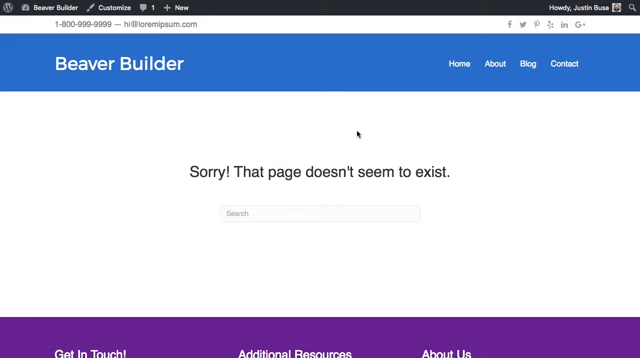 Beaver Builder Customize 1 New Howdy, Justin Busa
1-800-999-9999 — hi@loremipsum.com
Beaver Builder Home About Blog Contact
Sorry! That page doesn't seem to exist.
Search
Get In Touch! Additional Resources About Us